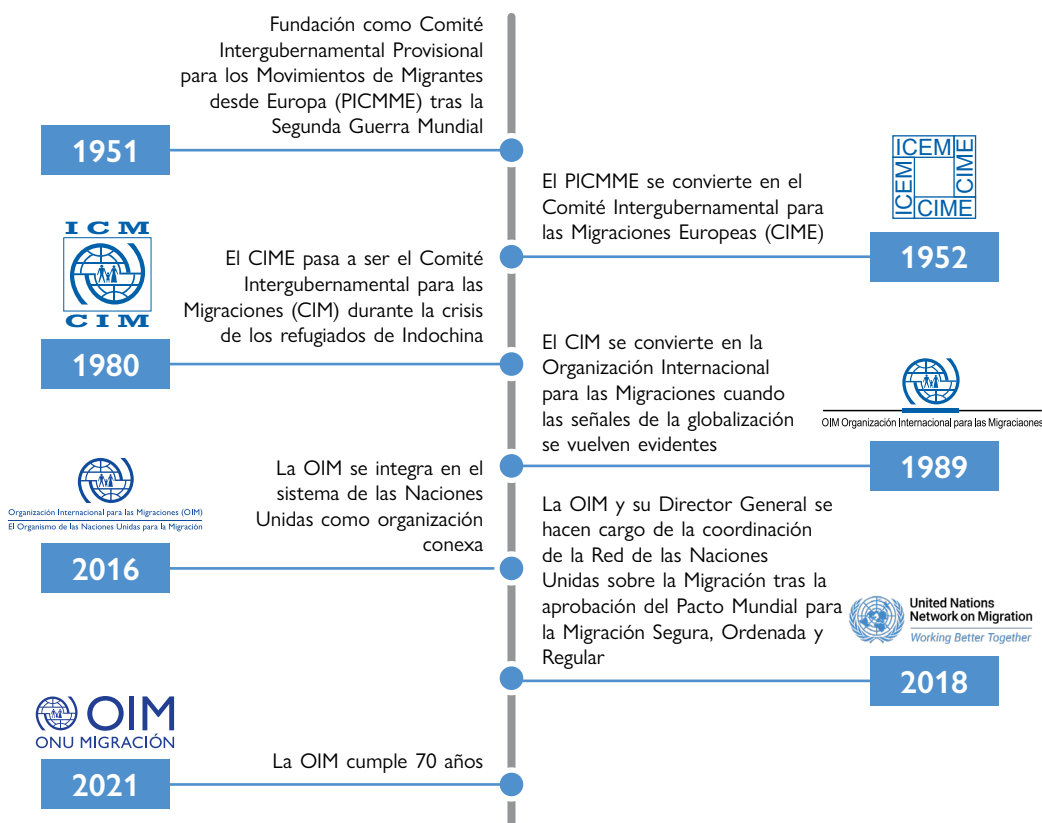 Fundación como Comité
Intergubernamental Provisional
para los Movimientos de Migrantes
desde Europa (PICMME) tras la
Segunda Guerra Mundial
1951
ICEM
ICEM
CIME
CIME
El PICMME se convierte en el
Comité Intergubernamental para
las Migraciones Europeas (CIME)
1952
ICM
CIM
El CIME pasa a ser el Comité
Intergubernamental para las
Migraciones (CIM) durante la crisis
de los refugiados de Indochina
1980
El CIM se convierte en la
Organización Internacional
para las Migraciones cuando
las señales de la globalización
se vuelven evidentes
OIM Organización Internacional para las Migraciaones
1989
La OIM se integra en el
sistema de las Naciones
Unidas como organización
conexa
Organización Internacional para las Migraciones (OIM)
El Organismo de las Naciones Unidas para la Migración
2016
La OIM y su Director General se
hacen cargo de la coordinación
de la Red de las Naciones
Unidas sobre la Migración tras la
aprobación del Pacto Mundial para
la Migración Segura, Ordenada y
Regular
United Nations
Network on Migration
Working Better Together
2018
OIM
ONU MIGRACIÓN
La OIM cumple 70 años
2021